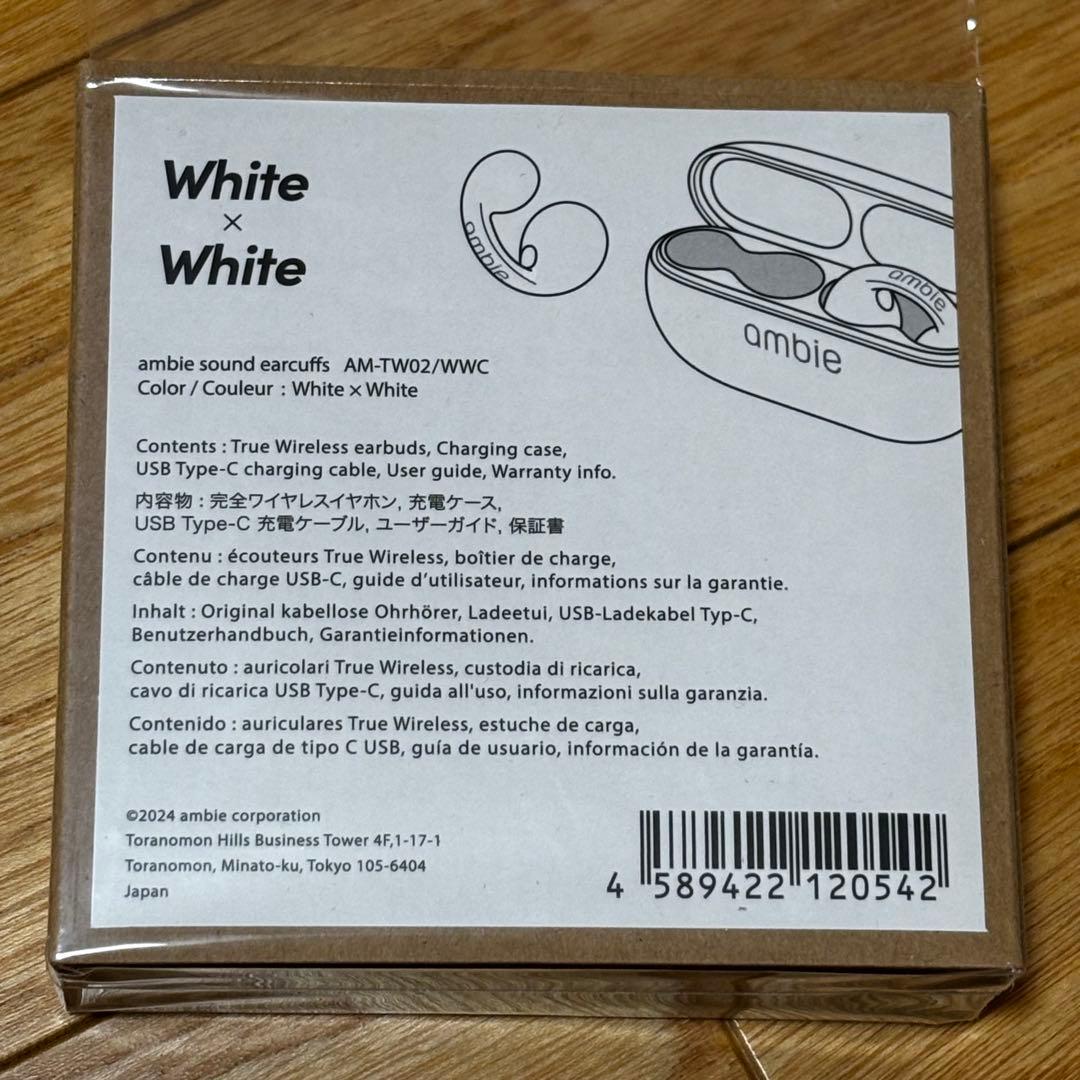 White
×
White
ambie
ambie
ambie
ambie sound earcuffs AM-TW02/WWC
Color / Couleur : White × White
Contents : True Wireless earbuds, Charging case,
USB Type-C charging cable, User guide, Warranty info.
内容物 : 完全ワイヤレスイヤホン, 充電ケース,
USB Type-C 充電ケーブル, ユーザーガイド, 保証書
Contenu : écouteurs True Wireless, boîtier de charge,
câble de charge USB-C, guide d’utilisateur, informations sur la garantie.
Inhalt : Original kabellose Ohrhörer, Ladeetui, USB-Ladekabel Typ-C,
Benutzerhandbuch, Garantieinformationen.
Contenuto : auricolari True Wireless, custodia di ricarica,
cavo di ricarica USB Type-C, guida all'uso, informazioni sulla garanzia.
Contenido : auriculares True Wireless, estuche de carga,
cable de carga de tipo C USB, guía de usuario, información de la garantía.
©2024 ambie corporation
Toranomon Hills Business Tower 4F,1-17-1
Toranomon, Minato-ku, Tokyo 105-6404
Japan
4 589422 120542